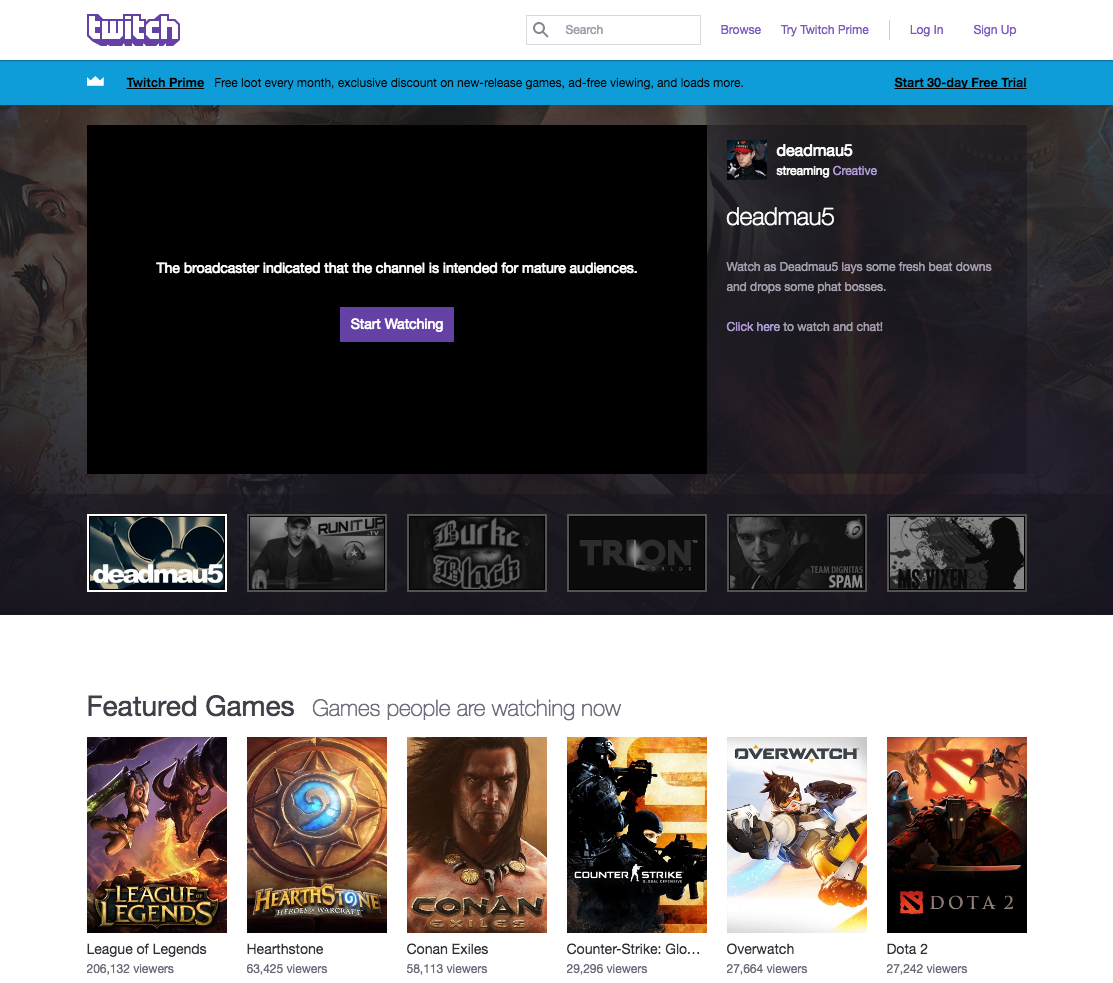 twitch
Search
Browse
Try Twitch Prime
Log In
Sign Up
Twitch Prime Free loot every month, exclusive discount on new-release games, ad-free viewing, and loads more.
Start 30-day Free Trial
The broadcaster indicated that the channel is intended for mature audiences.
Start Watching
deadmau5
streaming Creative
deadmau5
Watch as Deadmau5 lays some fresh beat downs
and drops some phat bosses.
Click here to watch and chat!
deadmau5
RUN IT UP
.TV
Burke
Black
TRION™
TEAM DIGNITAS
SPAM
MS VIXEN
Featured Games Games people are watching now
LEAGUE OF
LEGENDS
HEARTHSTONE
HEROES OF WARCRAFT
CONAN
EXILES
COUNTER STRIKE
GLOBAL OFFENSIVE
OVERWATCH
DOTA 2
League of Legends
206,132 viewers
Hearthstone
63,425 viewers
Conan Exiles
58,113 viewers
Counter-Strike: Glo...
29,296 viewers
Overwatch
27,664 viewers
Dota 2
27,242 viewers